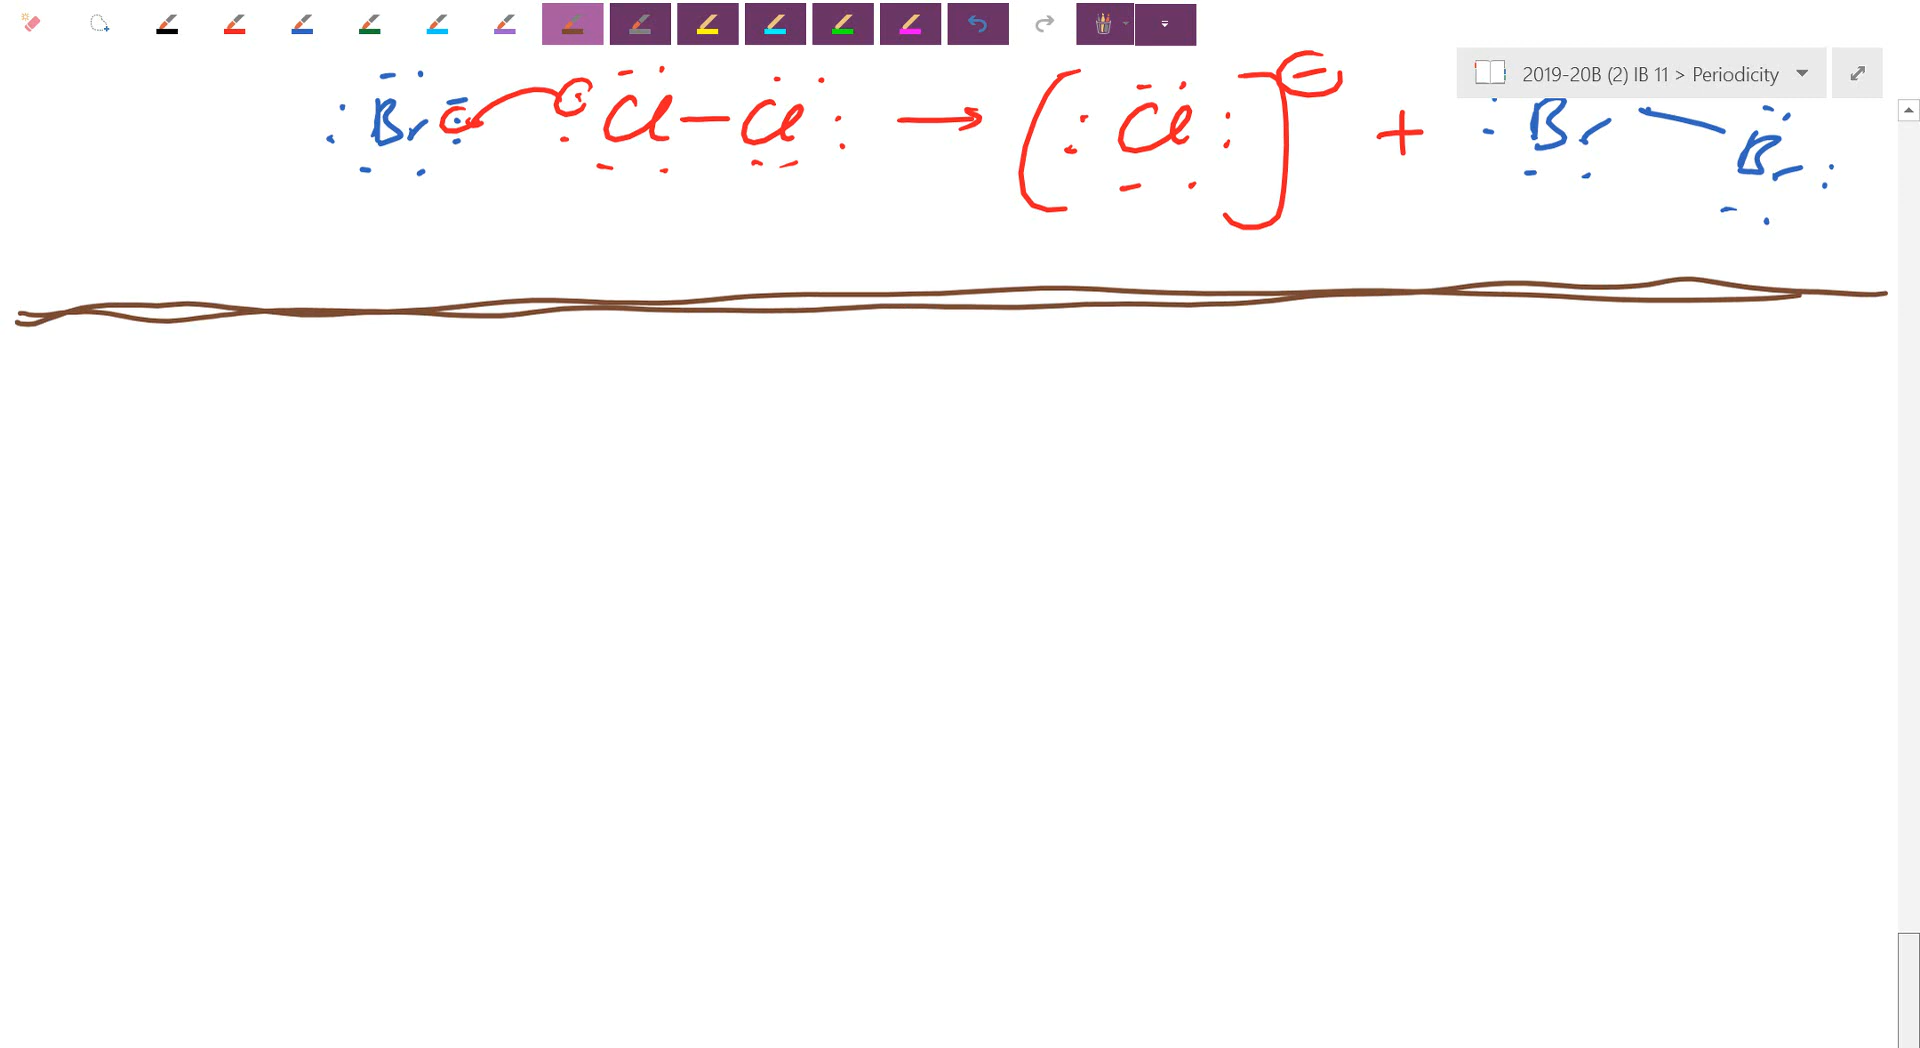 2019-20B (2) IB 11 > Periodicity
:Br: :Cl—Cl: → [:Cl:]⊖ + :Br—Br: